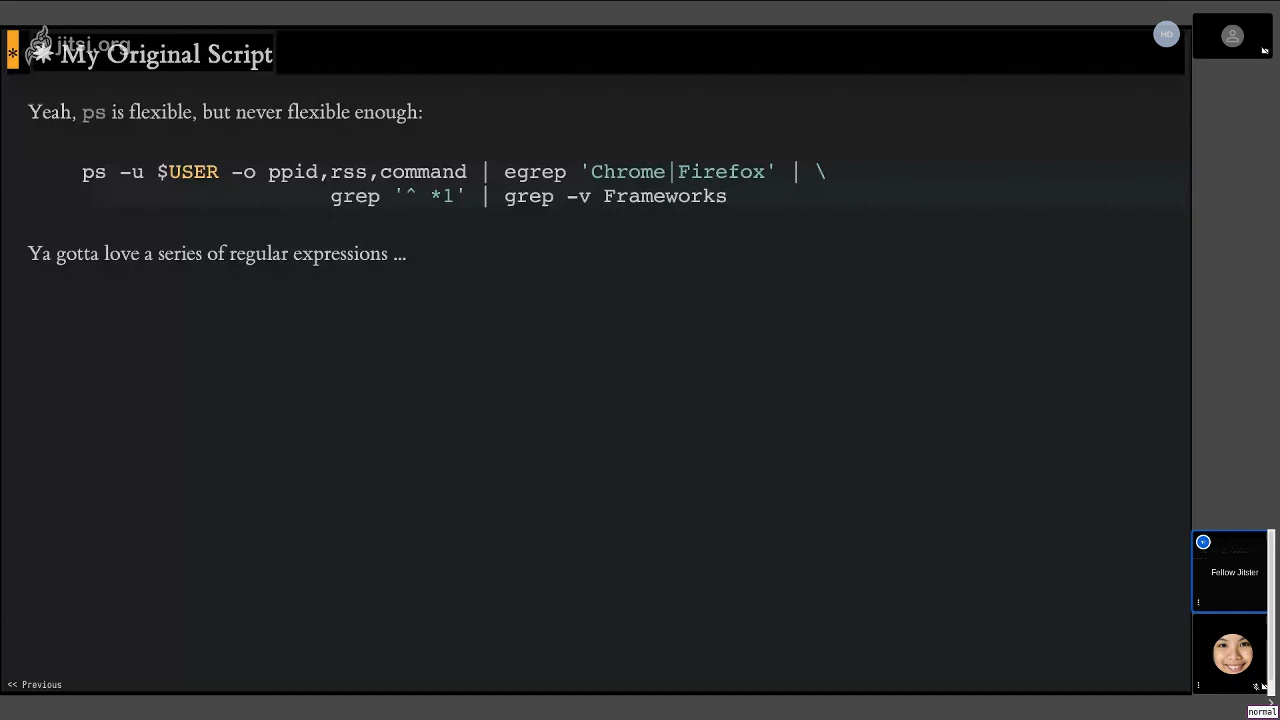 jitsi.org
* ✸ My Original Script
HD
Yeah, ps is flexible, but never flexible enough:
ps -u $USER -o ppid,rss,command | egrep 'Chrome|Firefox' | \
grep '^ *1' | grep -v Frameworks
Ya gotta love a series of regular expressions ...
Fellow Jitster
<< Previous
normal